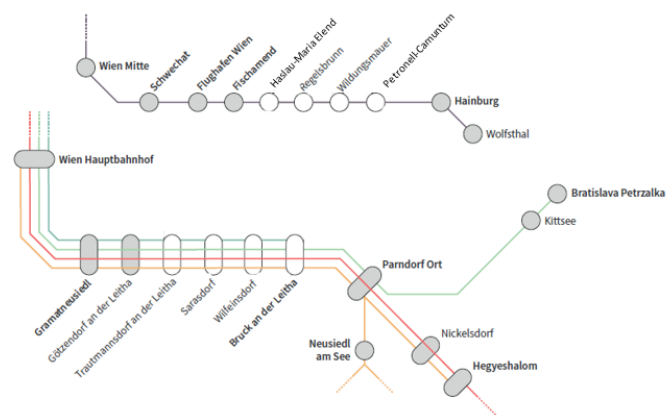 Wien Mitte
Schwechat
Flughafen Wien
Fischamend
Haslau-Maria Elend
Regelsbrunn
Wildungsmauer
Petronell-Carnuntum
Hainburg
Wolfsthal
Wien Hauptbahnhof
Bratislava Petrzalka
Kittsee
Parndorf Ort
Gramatneusiedl
Götzendorf an der Leitha
Trautmannsdorf an der Leitha
Sarasdorf
Wilfleinsdorf
Bruck an der Leitha
Neusiedl
am See
Nickelsdorf
Hegyeshalom